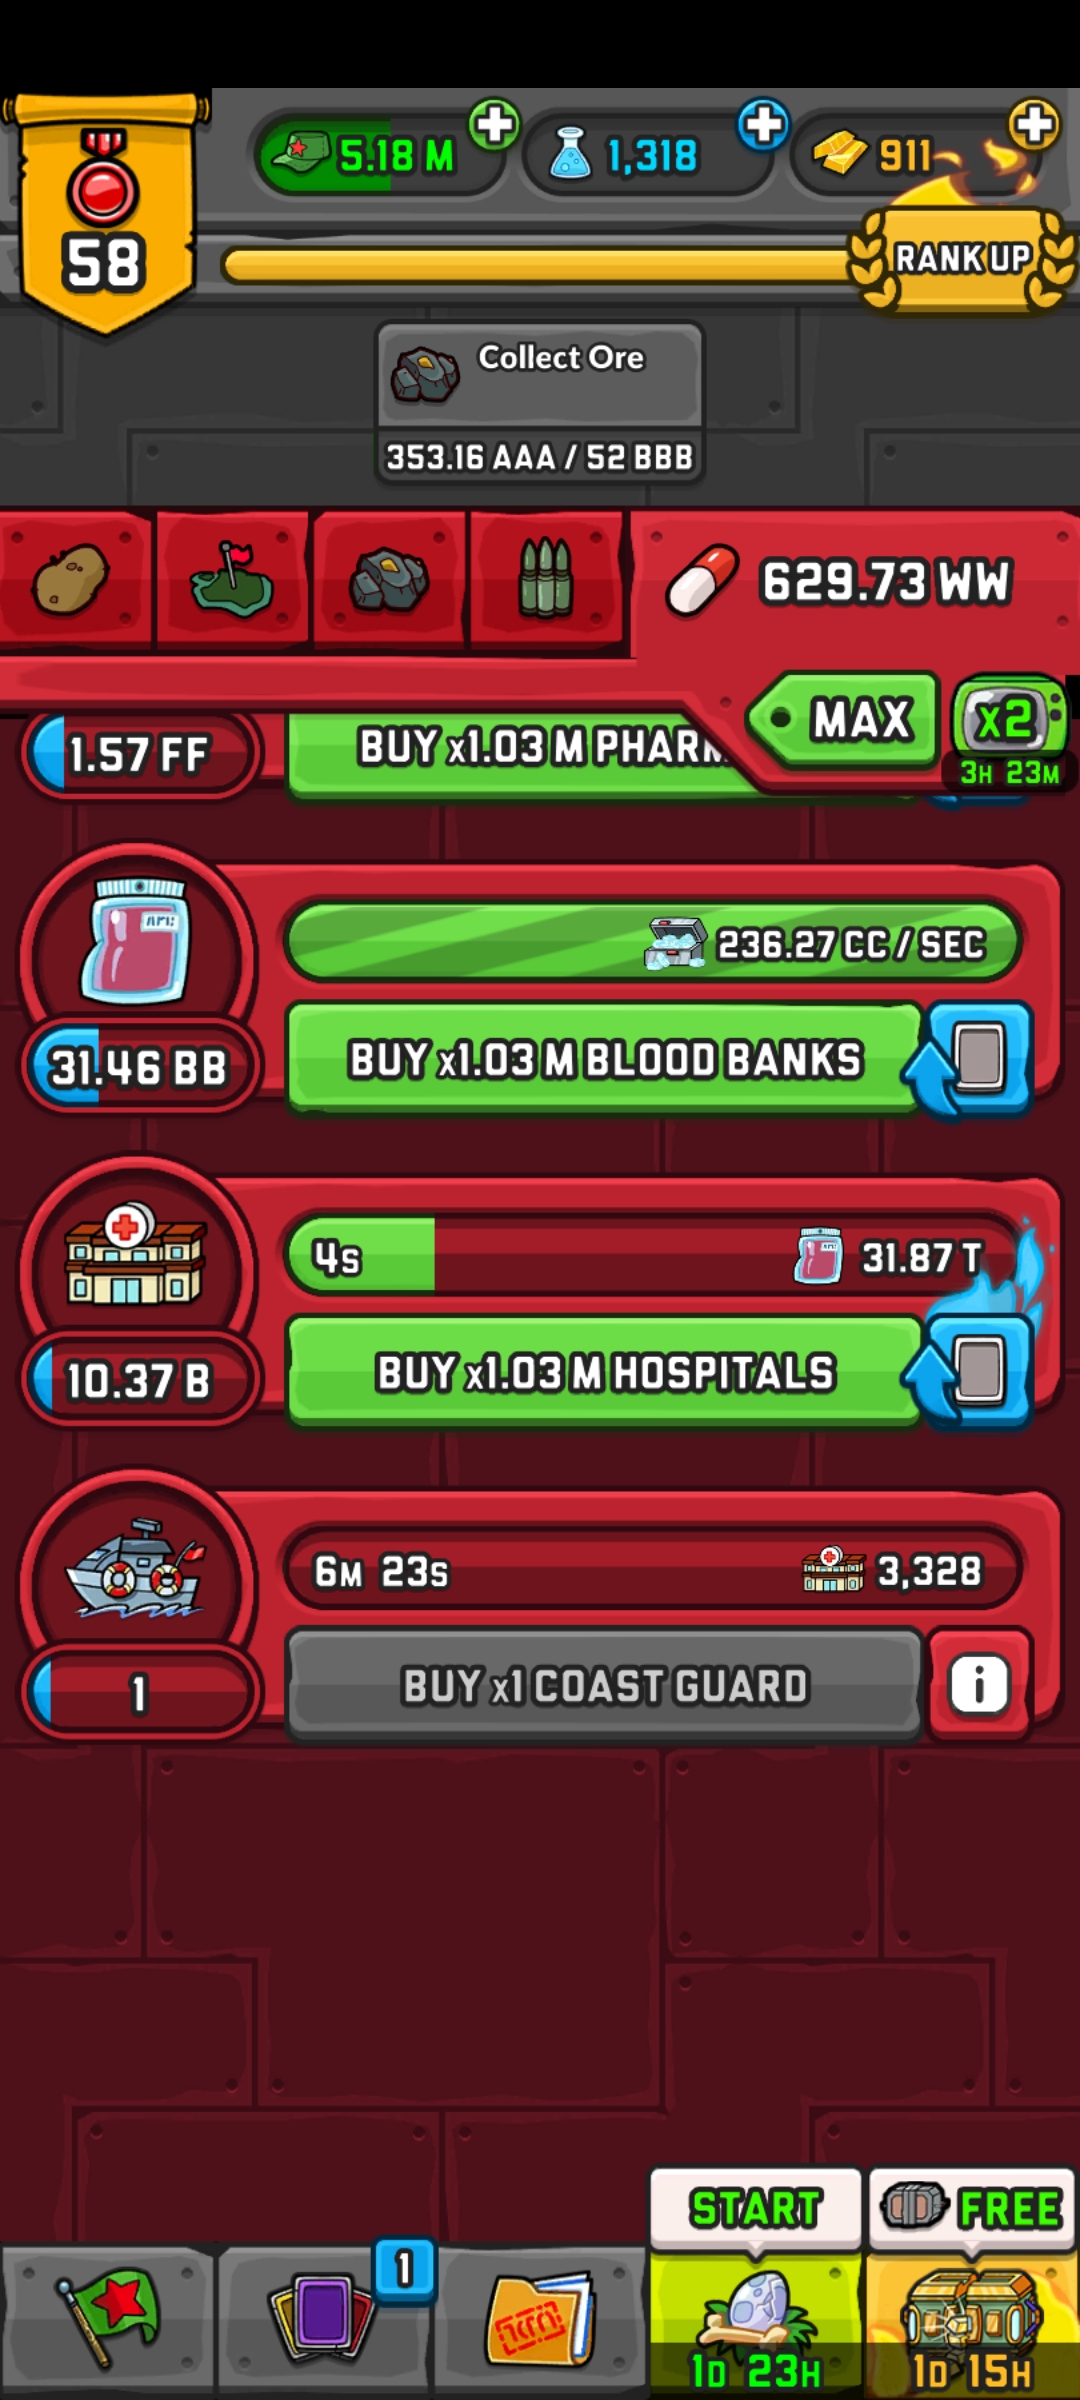 58
5.18 M
1,318
911
RANK UP
Collect Ore
353.16 AAA / 52 BBB
629.73 WW
MAX
x2
3H 23M
1.57 FF
BUY x1.03 M
236.27 CC / SEC
31.46 BB
BUY x1.03 M BLOOD BANKS
4s
31.87 T
10.37 B
BUY x1.03 M HOSPITALS
6M 23s
3,328
1
BUY x1 COAST GUARD
i
START
FREE
1
1D 23H
1D 15H